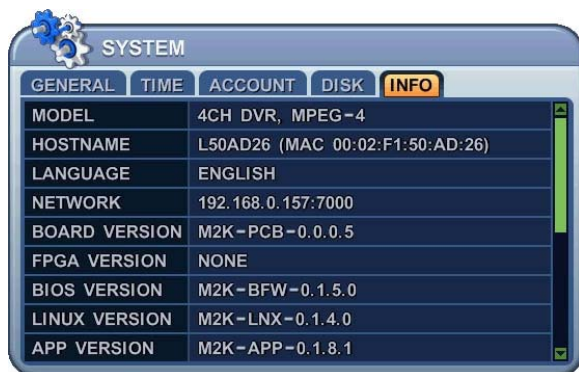 SYSTEM
GENERAL TIME ACCOUNT DISK INFO
MODEL 4CH DVR, MPEG-4
HOSTNAME L50AD26 (MAC 00:02:F1:50:AD:26)
LANGUAGE ENGLISH
NETWORK 192.168.0.157:7000
BOARD VERSION M2K-PCB-0.0.0.5
FPGA VERSION NONE
BIOS VERSION M2K-BFW-0.1.5.0
LINUX VERSION M2K-LNX-0.1.4.0
APP VERSION M2K-APP-0.1.8.1